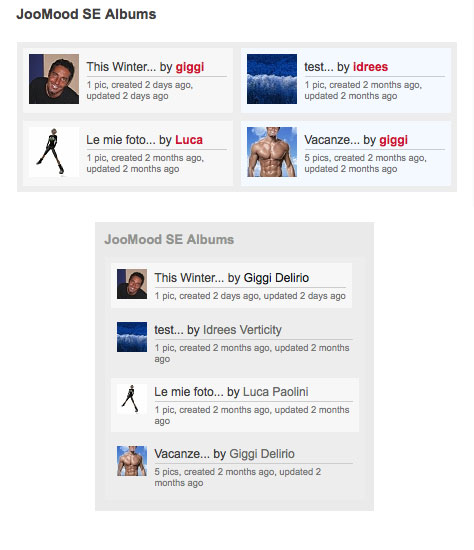 JooMood SE Albums
This Winter... by giggi
1 pic, created 2 days ago,
updated 2 days ago
test... by idrees
1 pic, created 2 months ago,
updated 2 months ago
Le mie foto... by Luca
1 pic, created 2 months ago,
updated 2 months ago
Vacanze... by giggi
5 pics, created 2 months ago,
updated 2 months ago
JooMood SE Albums
This Winter... by Giggi Delirio
1 pic, created 2 days ago, updated 2 days ago
test... by Idrees Verticity
1 pic, created 2 months ago, updated 2 months
ago
Le mie foto... by Luca Paolini
1 pic, created 2 months ago, updated 2 months
ago
Vacanze... by Giggi Delirio
5 pics, created 2 months ago, updated 2
months ago